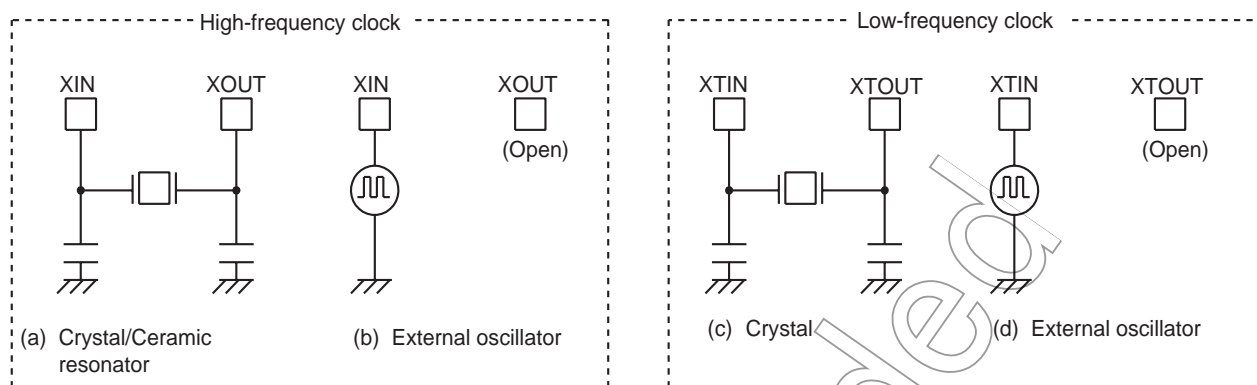 High-frequency clock
XIN XOUT XIN XOUT
(Open)
(a) Crystal/Ceramic
resonator
(b) External oscillator
Low-frequency clock
XTIN XTOUT XTIN XTOUT
(Open)
(c) Crystal
(d) External oscillator